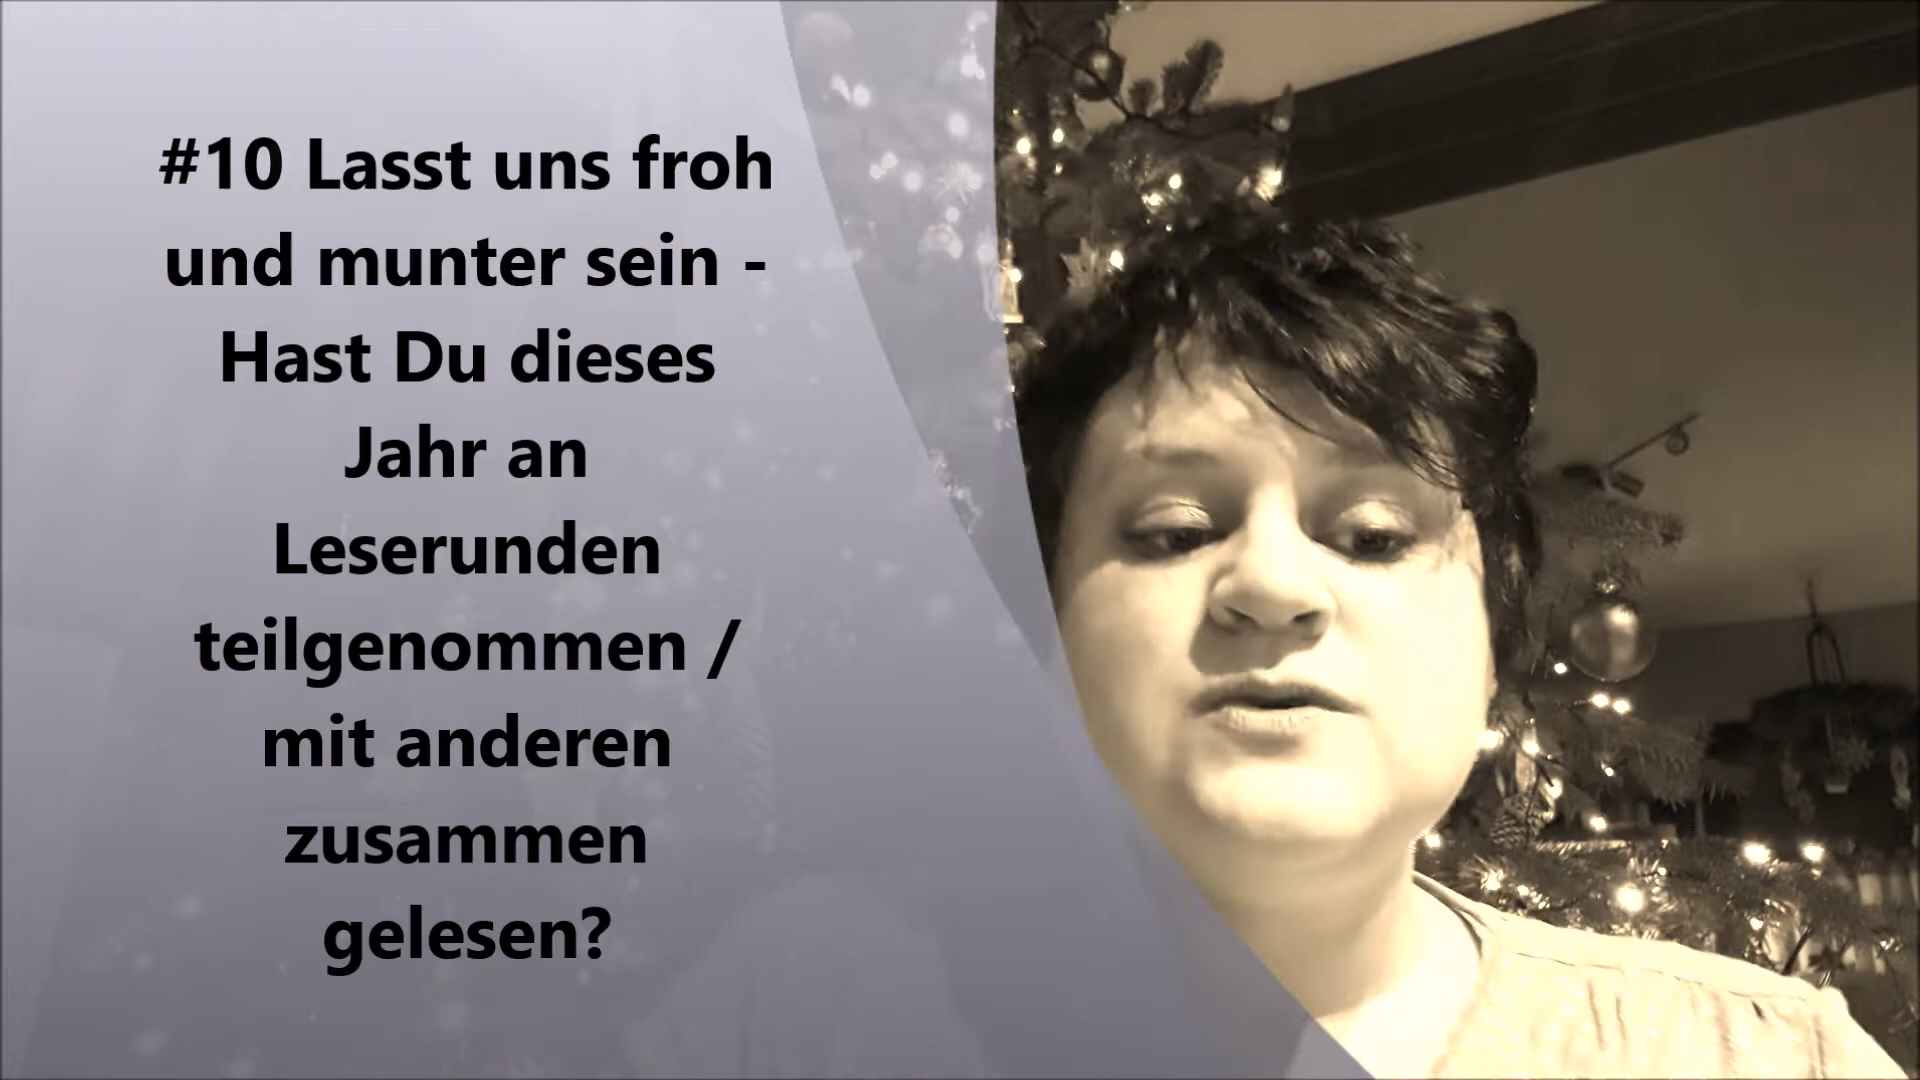 #10 Lasst uns froh
und munter sein -
Hast Du dieses
Jahr an
Leserunden
teilgenommen /
mit anderen
zusammen
gelesen?